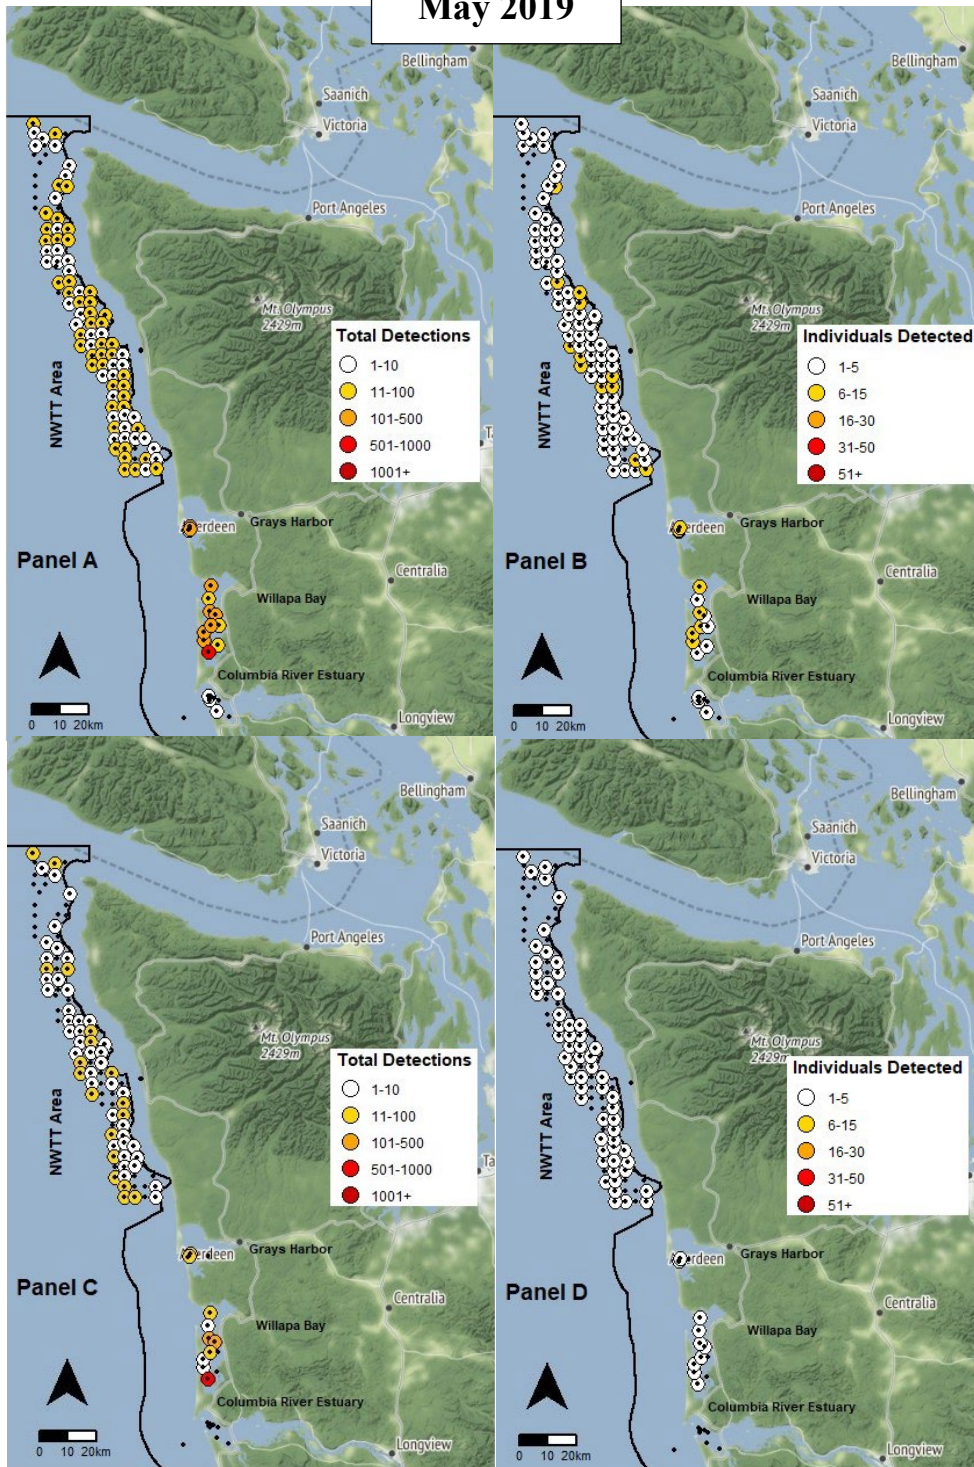 May 2019
Bellingham
Saanich
Victoria
Port Angeles
Mt. Olympus
2429m
NWTT Area
Total Detections
1-10
11-100
101-500
501-1000
1001+
Aberdeen
Grays Harbor
Panel A
Centralia
Willapa Bay
Columbia River Estuary
0 10 20km
Longview
Bellingham
Saanich
Victoria
Port Angeles
Mt. Olympus
2429m
NWTT Area
Individuals Detected
1-5
6-15
16-30
31-50
51+
Aberdeen
Grays Harbor
Panel B
Centralia
Willapa Bay
Columbia River Estuary
0 10 20km
Longview
Bellingham
Saanich
Victoria
Port Angeles
Mt. Olympus
2429m
NWTT Area
Total Detections
1-10
11-100
101-500
501-1000
1001+
Aberdeen
Grays Harbor
Panel C
Centralia
Willapa Bay
Columbia River Estuary
0 10 20km
Longview
Bellingham
Saanich
Victoria
Port Angeles
Mt. Olympus
2429m
NWTT Area
Individuals Detected
1-5
6-15
16-30
31-50
51+
Aberdeen
Grays Harbor
Panel D
Centralia
Willapa Bay
Columbia River Estuary
0 10 20km
Longview